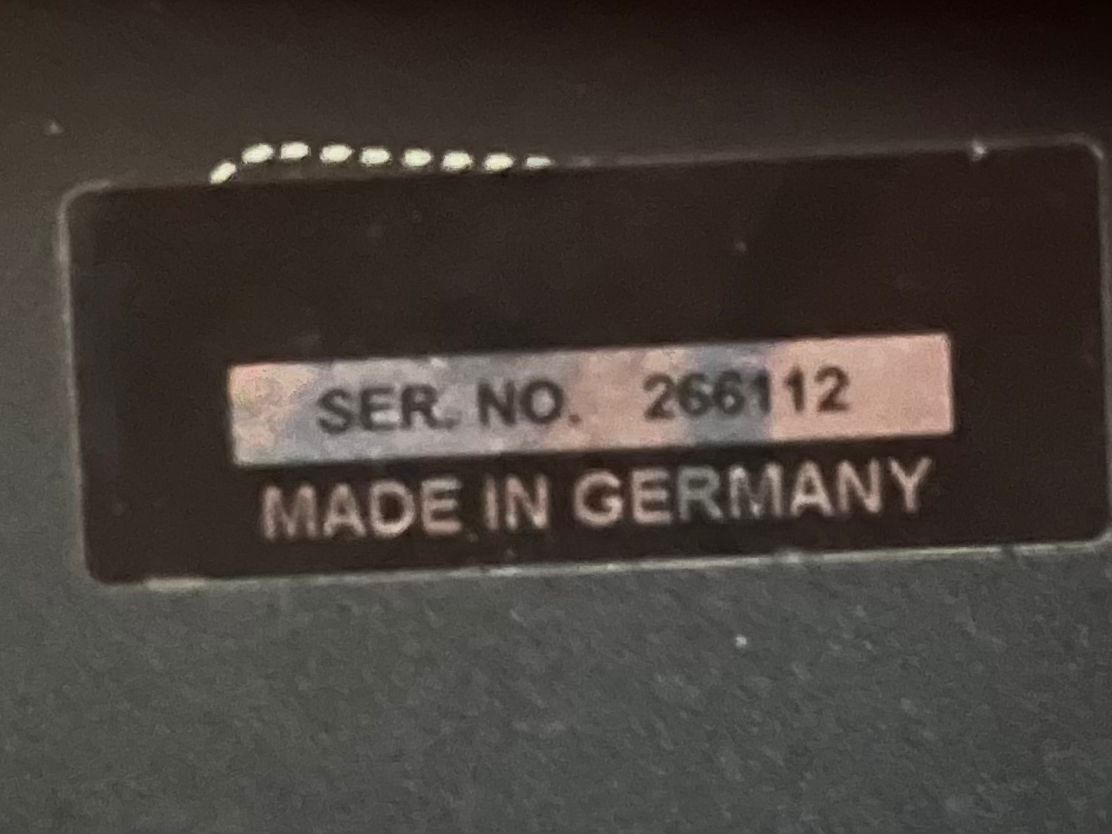 SER. NO. 266112
MADE IN GERMANY